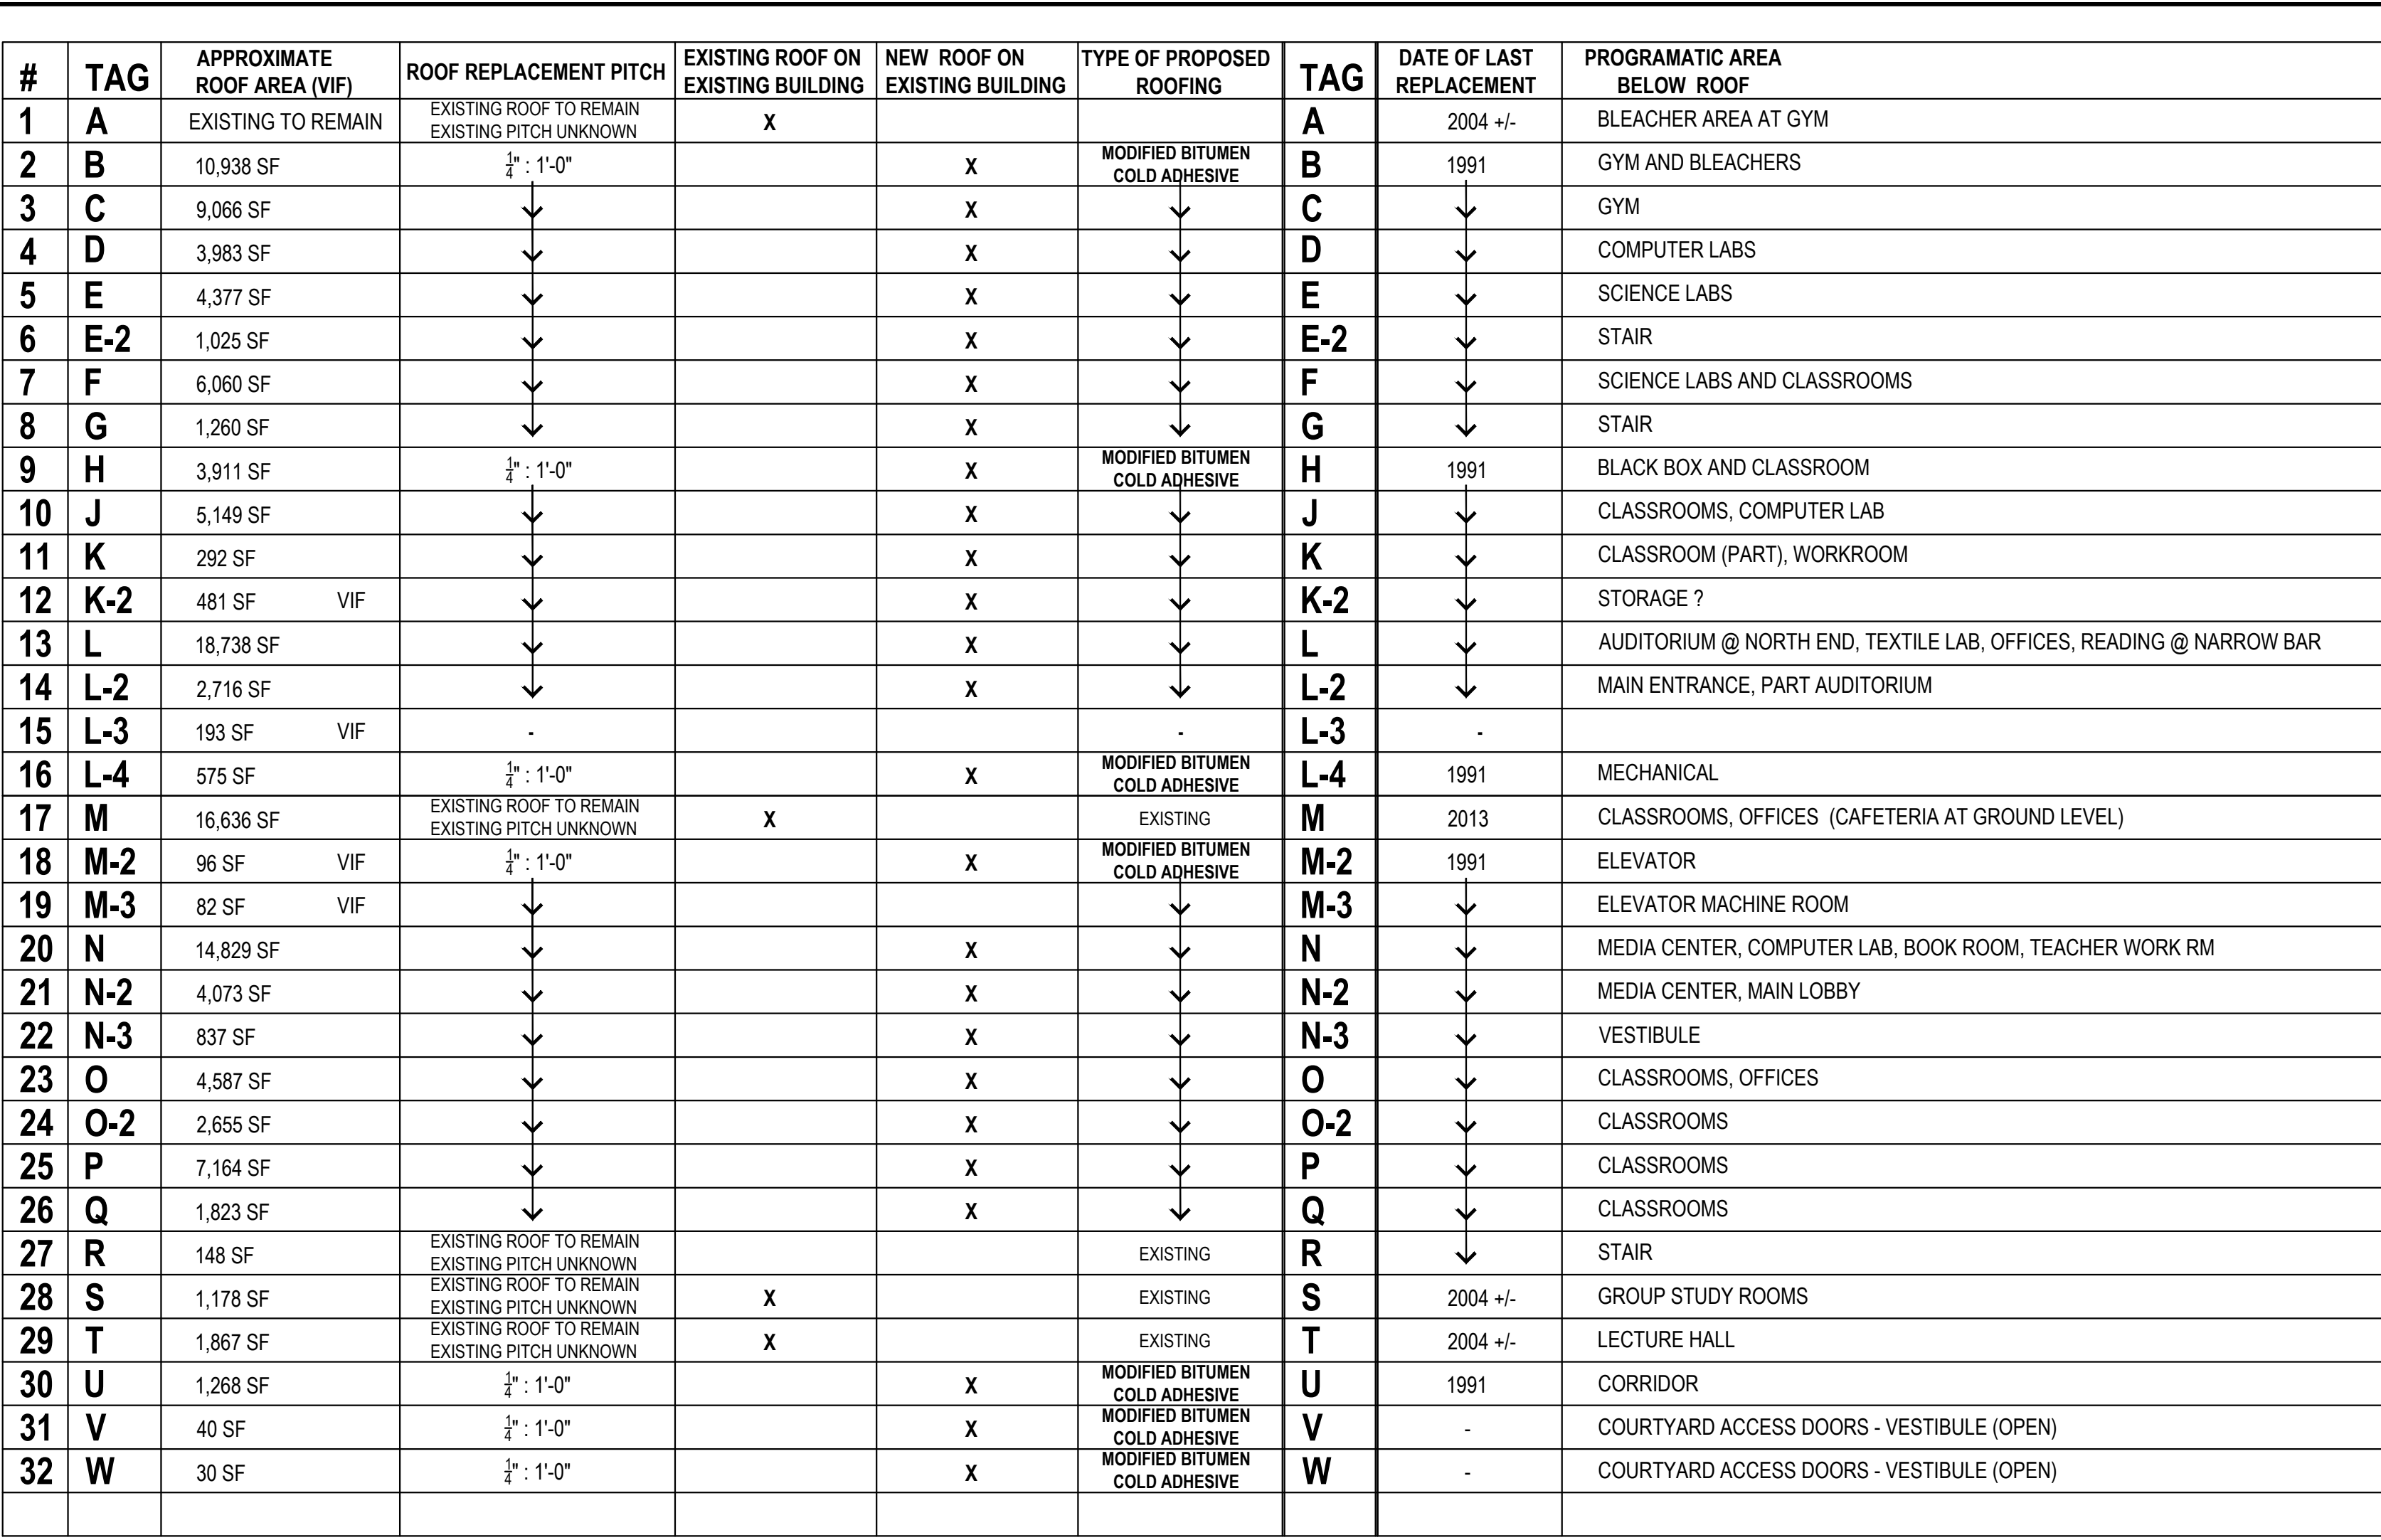 # TAG APPROXIMATE ROOF AREA (VIF) ROOF REPLACEMENT PITCH EXISTING ROOF ON EXISTING BUILDING NEW ROOF ON EXISTING BUILDING TYPE OF PROPOSED ROOFING TAG DATE OF LAST REPLACEMENT PROGRAMATIC AREA BELOW ROOF
1 A EXISTING TO REMAIN EXISTING ROOF TO REMAIN EXISTING PITCH UNKNOWN X A 2004 +/- BLEACHER AREA AT GYM
2 B 10,938 SF 1/4" : 1'-0" X MODIFIED BITUMEN COLD ADHESIVE B 1991 GYM AND BLEACHERS
3 C 9,066 SF ↓ X ↓ C ↓ GYM
4 D 3,983 SF ↓ X ↓ D ↓ COMPUTER LABS
5 E 4,377 SF ↓ X ↓ E ↓ SCIENCE LABS
6 E-2 1,025 SF ↓ X ↓ E-2 ↓ STAIR
7 F 6,060 SF ↓ X ↓ F ↓ SCIENCE LABS AND CLASSROOMS
8 G 1,260 SF ↓ X ↓ G ↓ STAIR
9 H 3,911 SF 1/4" : 1'-0" X MODIFIED BITUMEN COLD ADHESIVE H 1991 BLACK BOX AND CLASSROOM
10 J 5,149 SF ↓ X ↓ J ↓ CLASSROOMS, COMPUTER LAB
11 K 292 SF ↓ X ↓ K ↓ CLASSROOM (PART), WORKROOM
12 K-2 481 SF VIF ↓ X ↓ K-2 ↓ STORAGE ?
13 L 18,738 SF ↓ X ↓ L ↓ AUDITORIUM @ NORTH END, TEXTILE LAB, OFFICES, READING @ NARROW BAR
14 L-2 2,716 SF ↓ X ↓ L-2 ↓ MAIN ENTRANCE, PART AUDITORIUM
15 L-3 193 SF VIF - - L-3 -
16 L-4 575 SF 1/4" : 1'-0" X MODIFIED BITUMEN COLD ADHESIVE L-4 1991 MECHANICAL
17 M 16,636 SF EXISTING ROOF TO REMAIN EXISTING PITCH UNKNOWN X EXISTING M 2013 CLASSROOMS, OFFICES (CAFETERIA AT GROUND LEVEL)
18 M-2 96 SF VIF 1/4" : 1'-0" X MODIFIED BITUMEN COLD ADHESIVE M-2 1991 ELEVATOR
19 M-3 82 SF VIF ↓ ↓ M-3 ↓ ELEVATOR MACHINE ROOM
20 N 14,829 SF ↓ X ↓ N ↓ MEDIA CENTER, COMPUTER LAB, BOOK ROOM, TEACHER WORK RM
21 N-2 4,073 SF ↓ X ↓ N-2 ↓ MEDIA CENTER, MAIN LOBBY
22 N-3 837 SF ↓ X ↓ N-3 ↓ VESTIBULE
23 O 4,587 SF ↓ X ↓ O ↓ CLASSROOMS, OFFICES
24 O-2 2,655 SF ↓ X ↓ O-2 ↓ CLASSROOMS
25 P 7,164 SF ↓ X ↓ P ↓ CLASSROOMS
26 Q 1,823 SF ↓ X ↓ Q ↓ CLASSROOMS
27 R 148 SF EXISTING ROOF TO REMAIN EXISTING PITCH UNKNOWN EXISTING R ↓ STAIR
28 S 1,178 SF EXISTING ROOF TO REMAIN EXISTING PITCH UNKNOWN X EXISTING S 2004 +/- GROUP STUDY ROOMS
29 T 1,867 SF EXISTING ROOF TO REMAIN EXISTING PITCH UNKNOWN X EXISTING T 2004 +/- LECTURE HALL
30 U 1,268 SF 1/4" : 1'-0" X MODIFIED BITUMEN COLD ADHESIVE U 1991 CORRIDOR
31 V 40 SF 1/4" : 1'-0" X MODIFIED BITUMEN COLD ADHESIVE V - COURTYARD ACCESS DOORS - VESTIBULE (OPEN)
32 W 30 SF 1/4" : 1'-0" X MODIFIED BITUMEN COLD ADHESIVE W - COURTYARD ACCESS DOORS - VESTIBULE (OPEN)